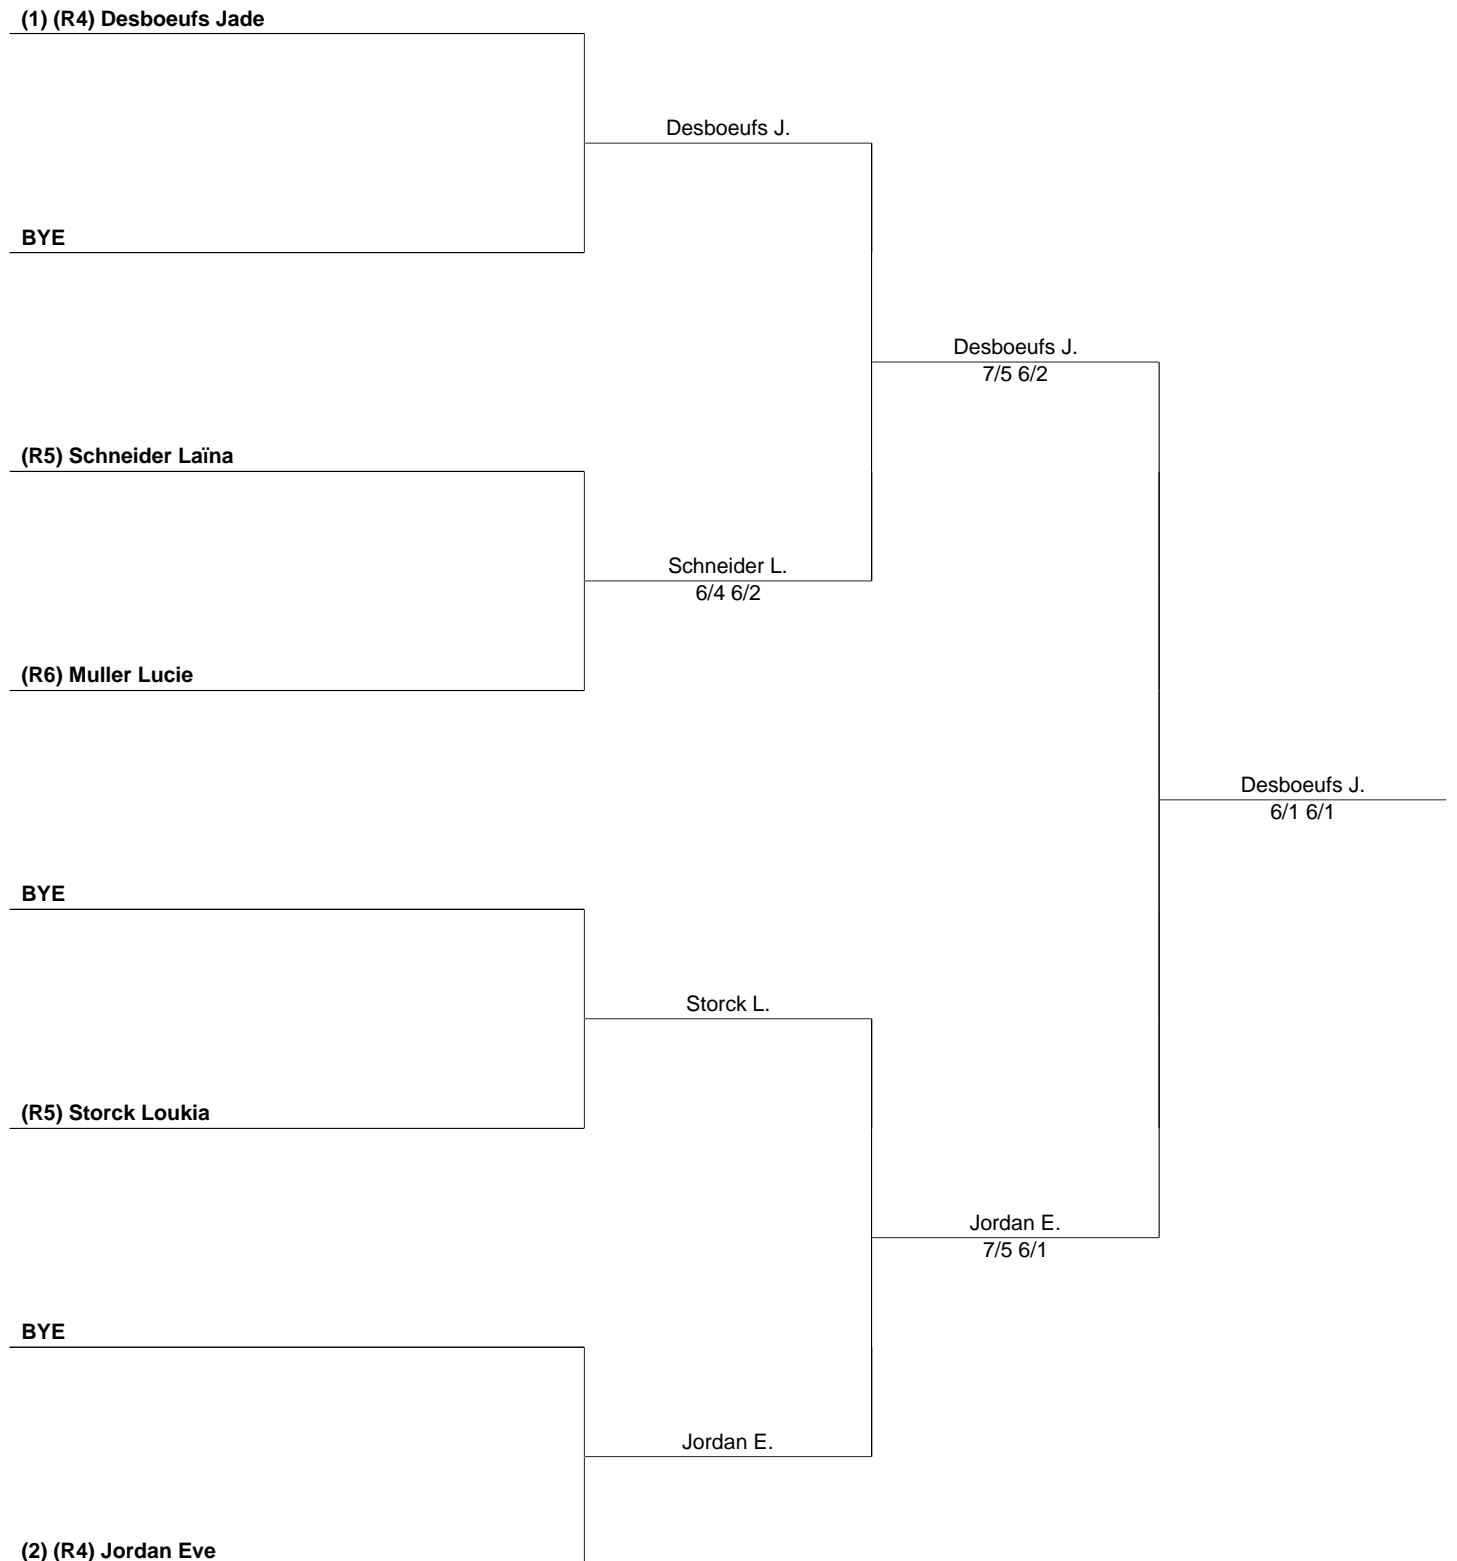 (1) (R4) Desboeufs Jade
Desboeufs J.
BYE
Desboeufs J.
7/5 6/2
(R5) Schneider Laïna
Schneider L.
6/4 6/2
(R6) Muller Lucie
Desboeufs J.
6/1 6/1
BYE
Storck L.
(R5) Storck Loukia
Jordan E.
7/5 6/1
BYE
Jordan E.
(2) (R4) Jordan Eve